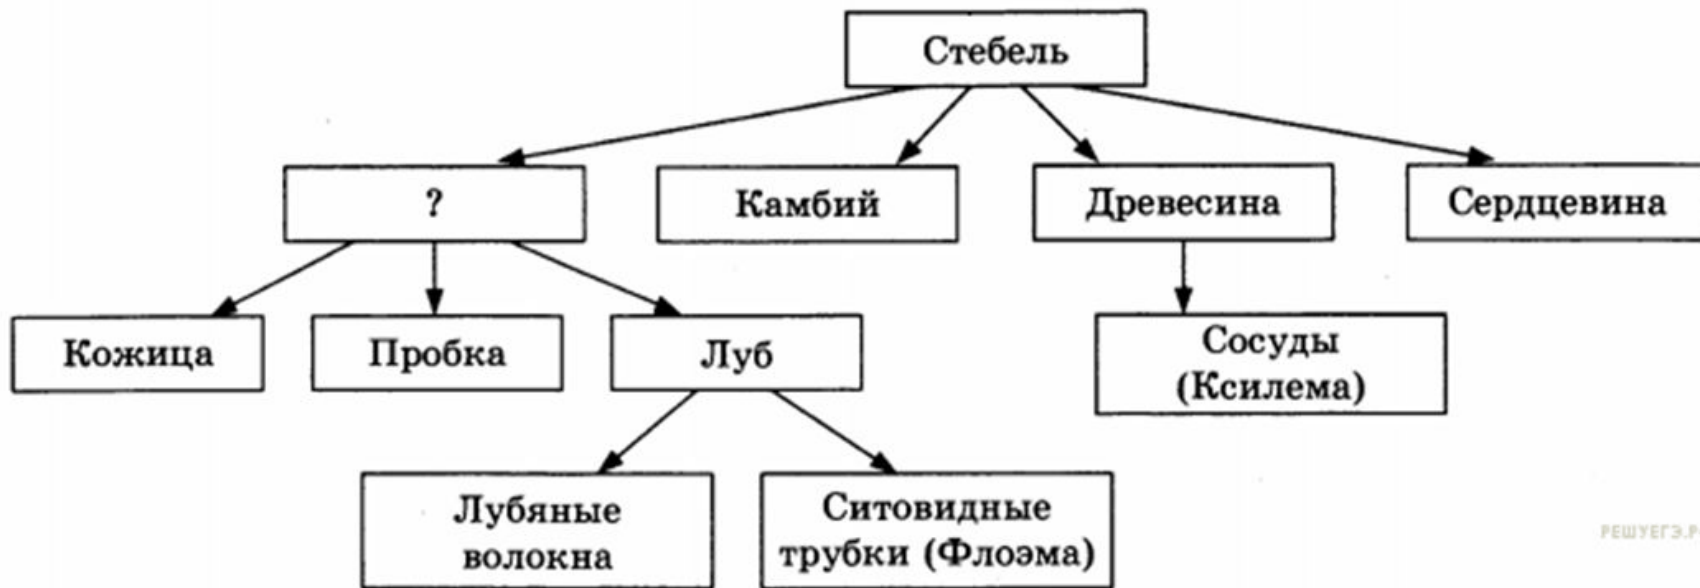 Стебель
?
Камбий
Древесина
Сердцевина
Кожица
Пробка
Луб
Сосуды
(Ксилема)
Лубяные
волокна
Ситовидные
трубки (Флоэма)